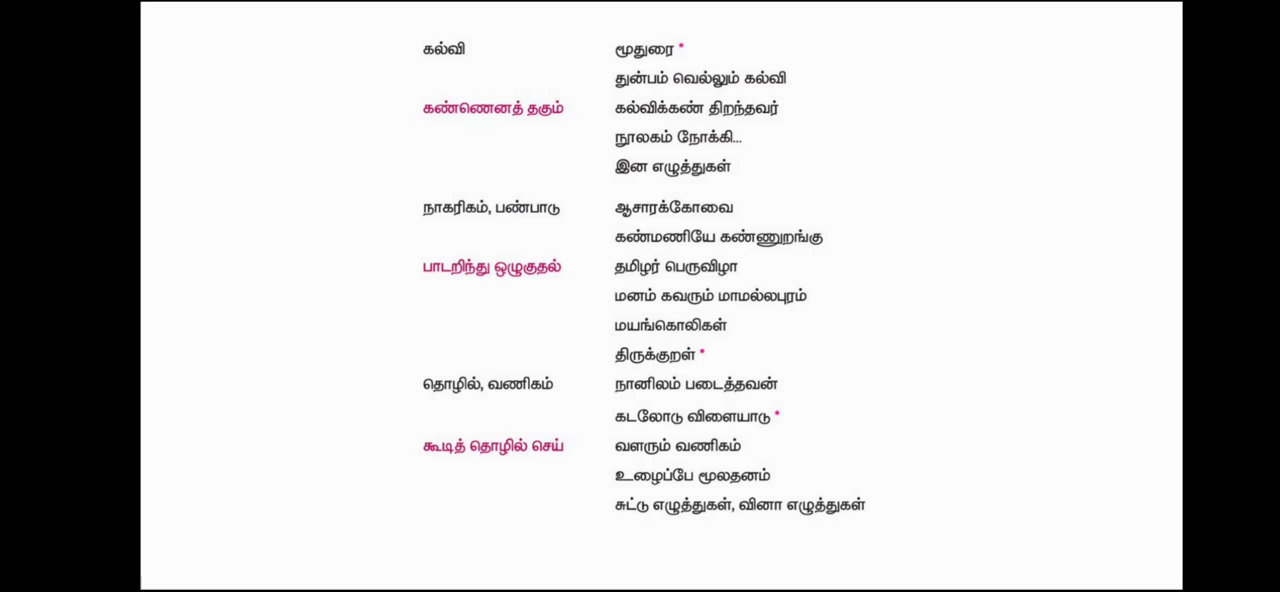 கல்வி மூதுரை *
துன்பம் வெல்லும் கல்வி
கண்ணெனத் தகும் கல்விக்கண் திறந்தவர்
நூலகம் நோக்கி...
இன எழுத்துகள்
நாகரிகம், பண்பாடு ஆசாரக்கோவை
கண்மணியே கண்ணுறங்கு
பாடறிந்து ஒழுகுதல் தமிழர் பெருவிழா
மனம் கவரும் மாமல்லபுரம்
மயங்கொலிகள்
திருக்குறள் *
தொழில், வணிகம் நானிலம் படைத்தவன்
கடலோடு விளையாடு *
கூடித் தொழில் செய் வளரும் வணிகம்
உழைப்பே மூலதனம்
சுட்டு எழுத்துகள், வினா எழுத்துகள்